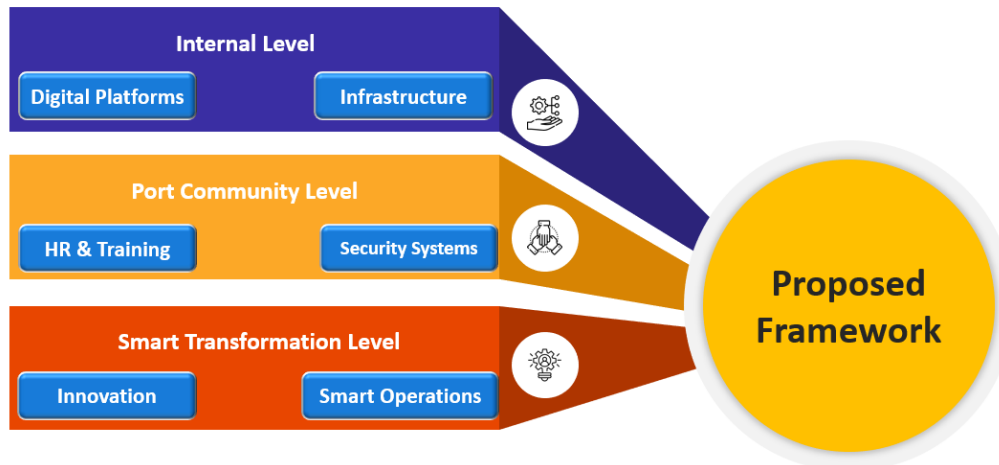 Internal Level
Digital Platforms
Infrastructure
Port Community Level
HR & Training
Security Systems
Smart Transformation Level
Innovation
Smart Operations
Proposed
Framework